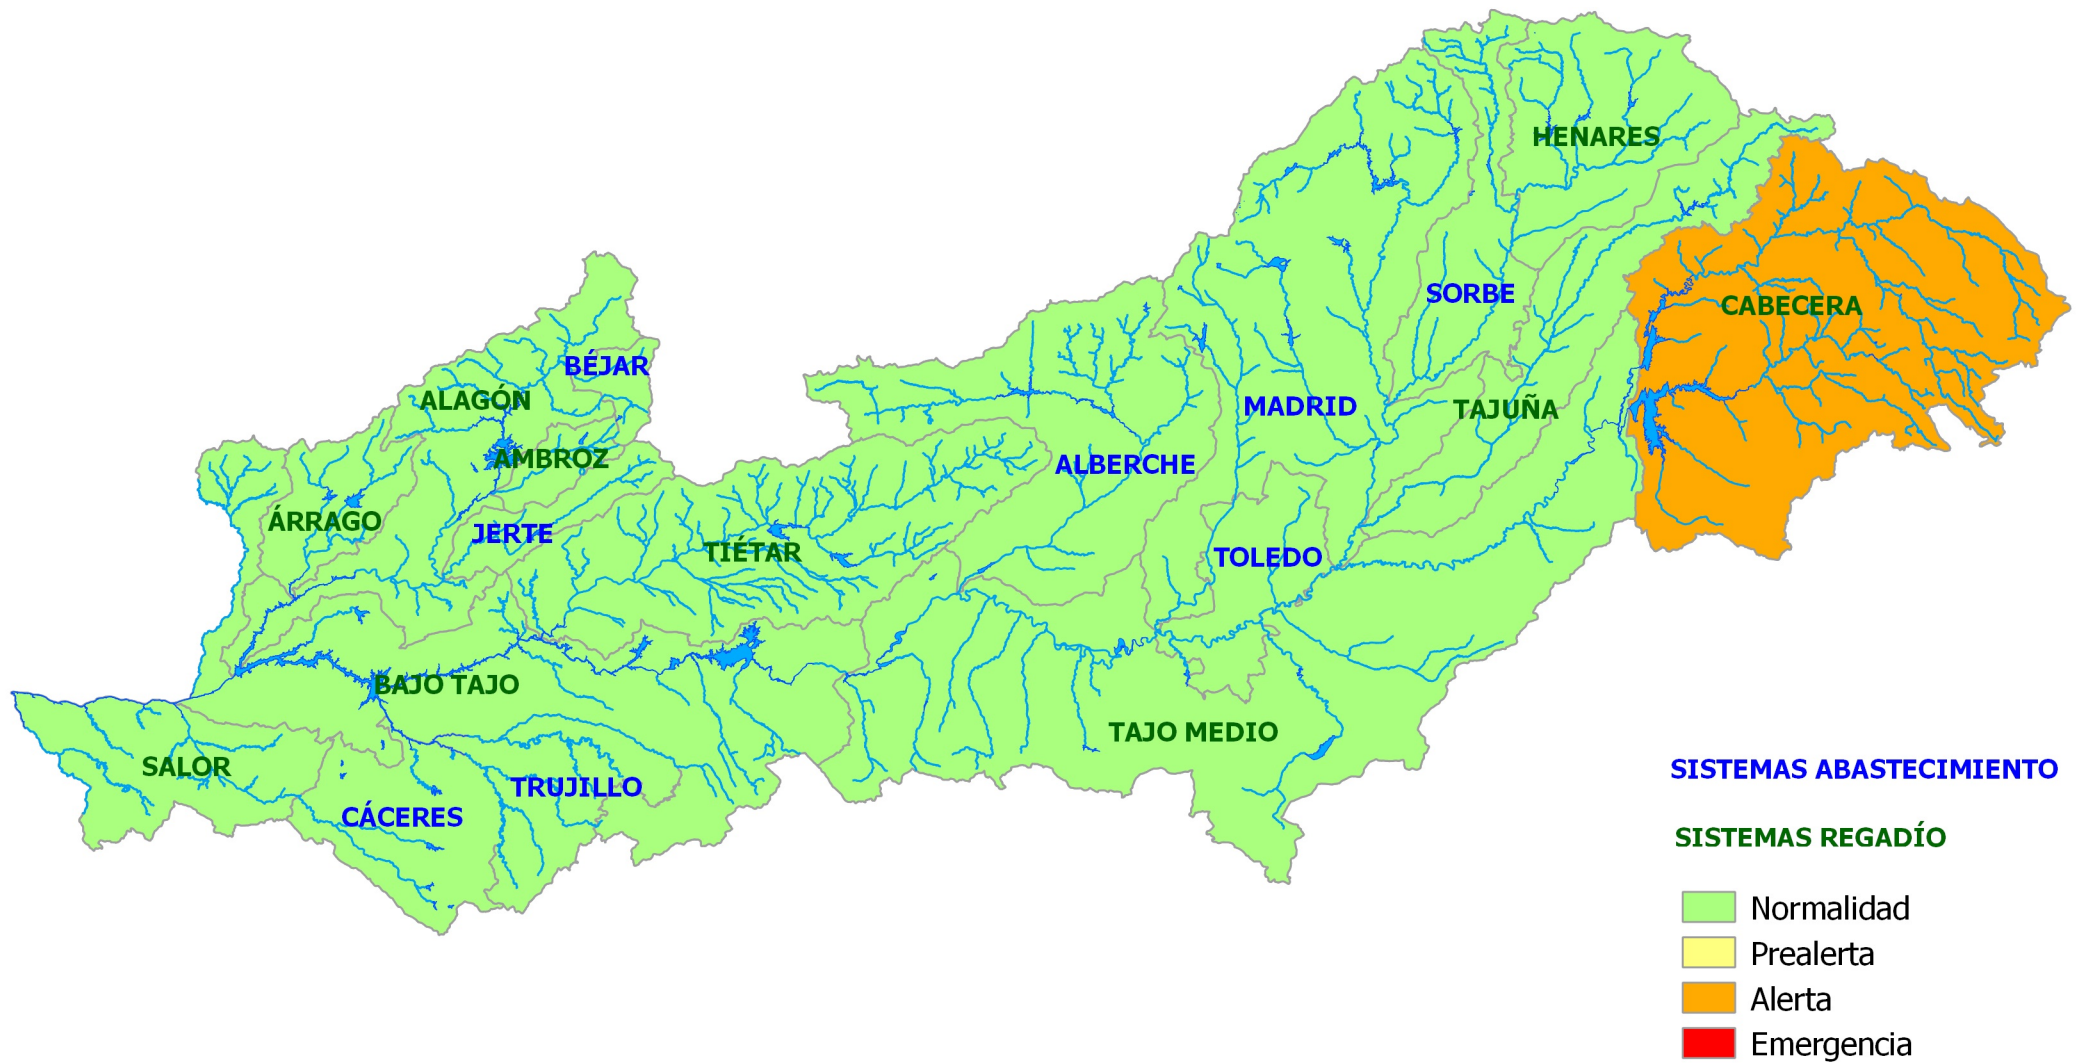 HENARES
SORBE
CABECERA
BÉJAR
ALAGÓN
MADRID
TAJUÑA
AMBROZ
ALBERCHE
ÁRRAGO
JERTE
TIÉTAR
TOLEDO
BAJO TAJO
TAJO MEDIO
SALOR
TRUJILLO
CÁCERES
SISTEMAS ABASTECIMIENTO
SISTEMAS REGADÍO
Normalidad
Prealerta
Alerta
Emergencia